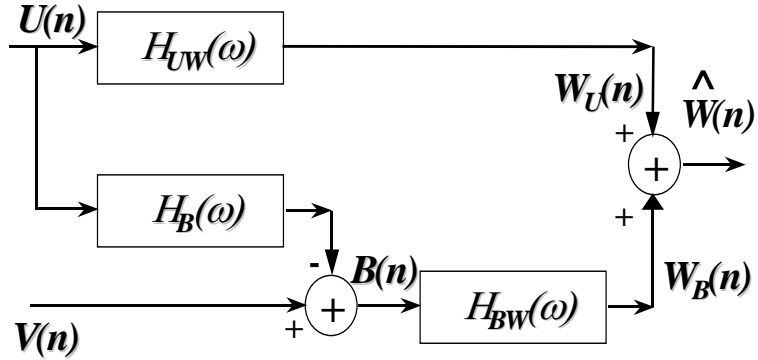 U(n)
H_UW(ω)
W_U(n)
^
W(n)
+
+
H_B(ω)
+
-
B(n)
W_B(n)
+
H_BW(ω)
+
V(n)